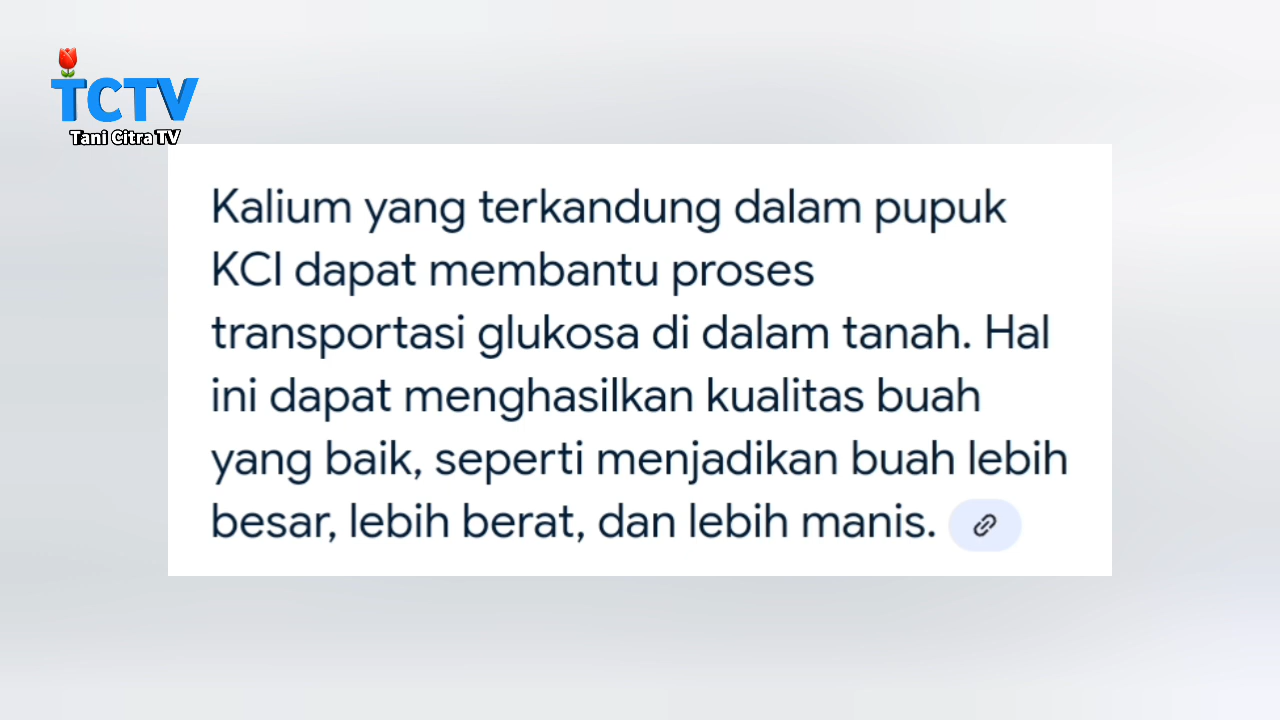 TCTV
Tani Citra TV
Kalium yang terkandung dalam pupuk
KCl dapat membantu proses
transportasi glukosa di dalam tanah. Hal
ini dapat menghasilkan kualitas buah
yang baik, seperti menjadikan buah lebih
besar, lebih berat, dan lebih manis.